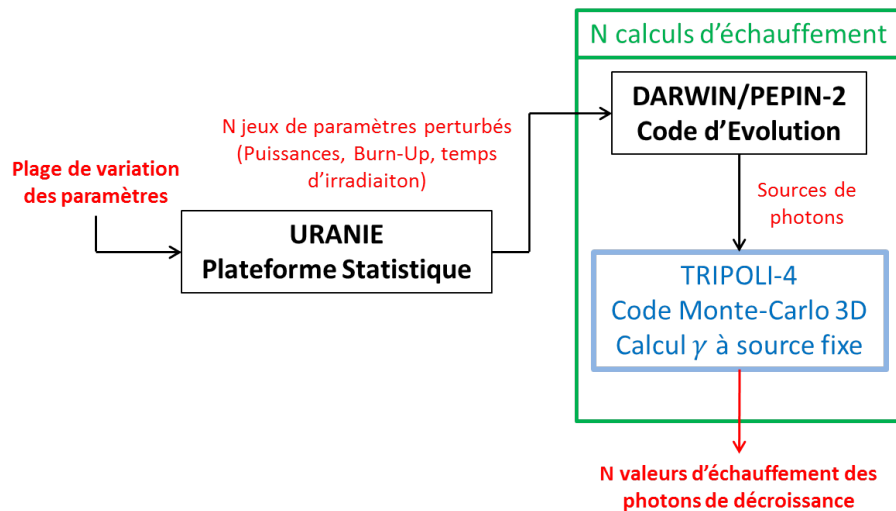 Plage de variation
des paramètres
URANIE
Plateforme Statistique
N jeux de paramètres perturbés
(Puissances, Burn-Up, temps
d’irradiaiton)
N calculs d’échauffement
DARWIN/PEPIN-2
Code d’Evolution
Sources de
photons
TRIPOLI-4
Code Monte-Carlo 3D
Calcul γ à source fixe
N valeurs d’échauffement des
photons de décroissance